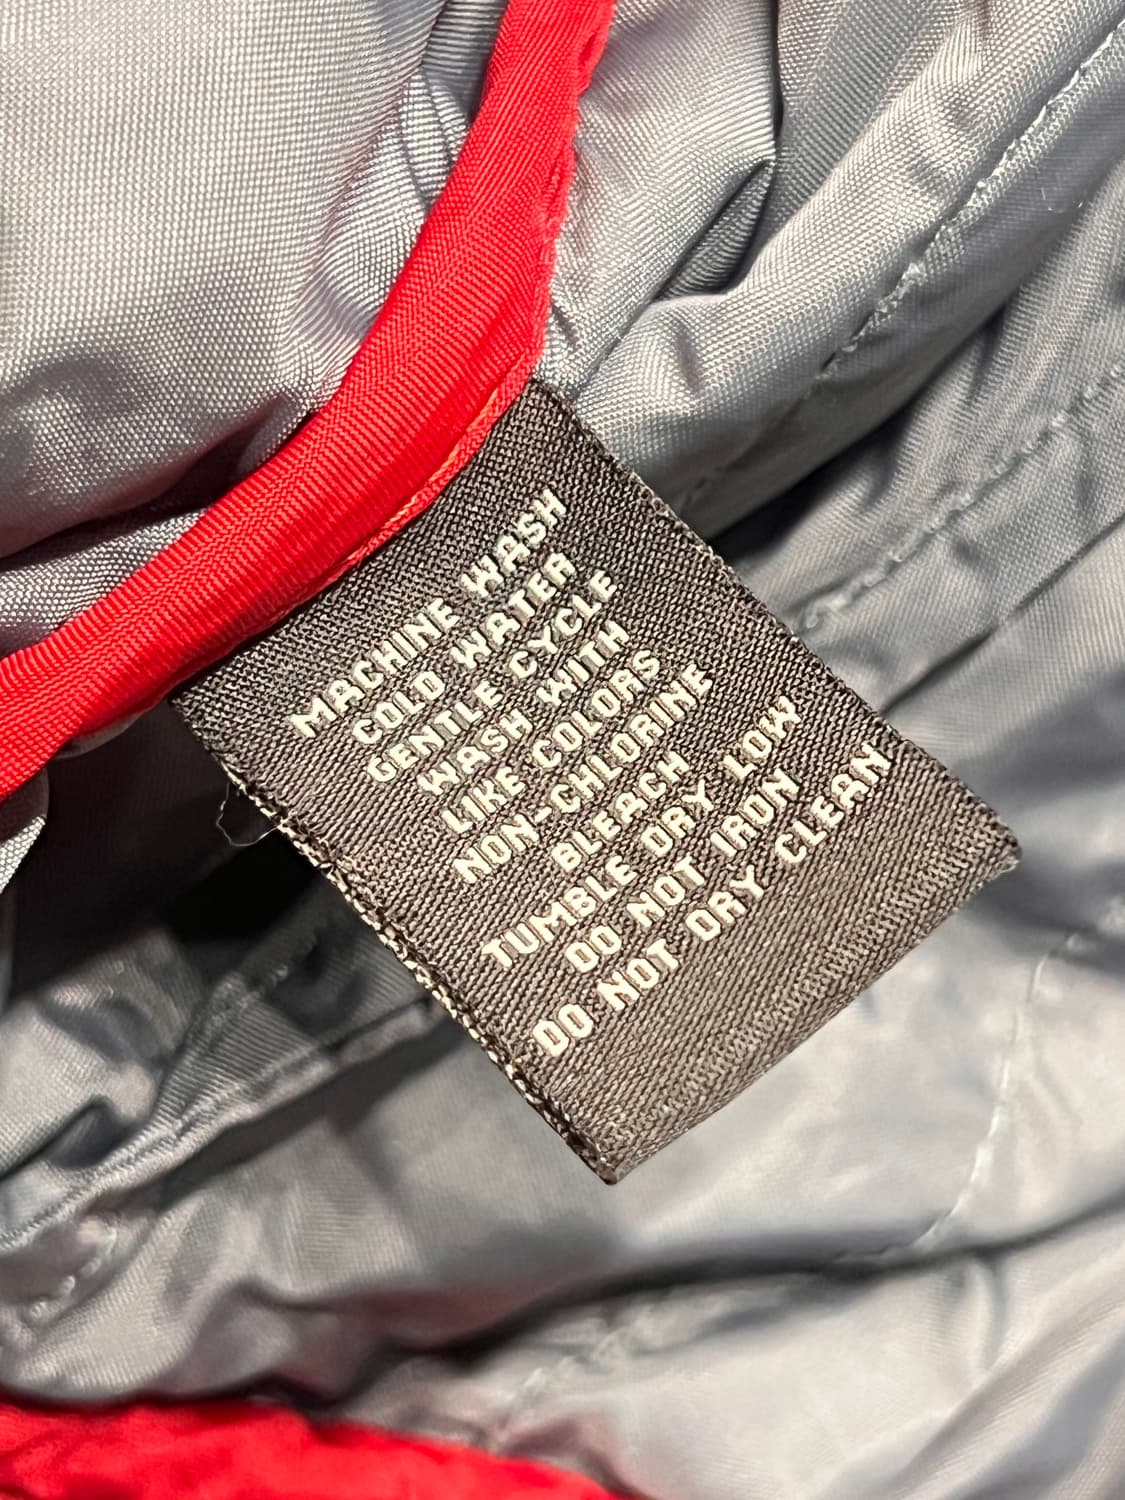 MACHINE WASH
COLD WATER
GENTLE CYCLE
WASH WITH
LIKE COLORS
NON-CHLORINE
BLEACH
TUMBLE DRY LOW
DO NOT IRON
DO NOT DRY CLEAN